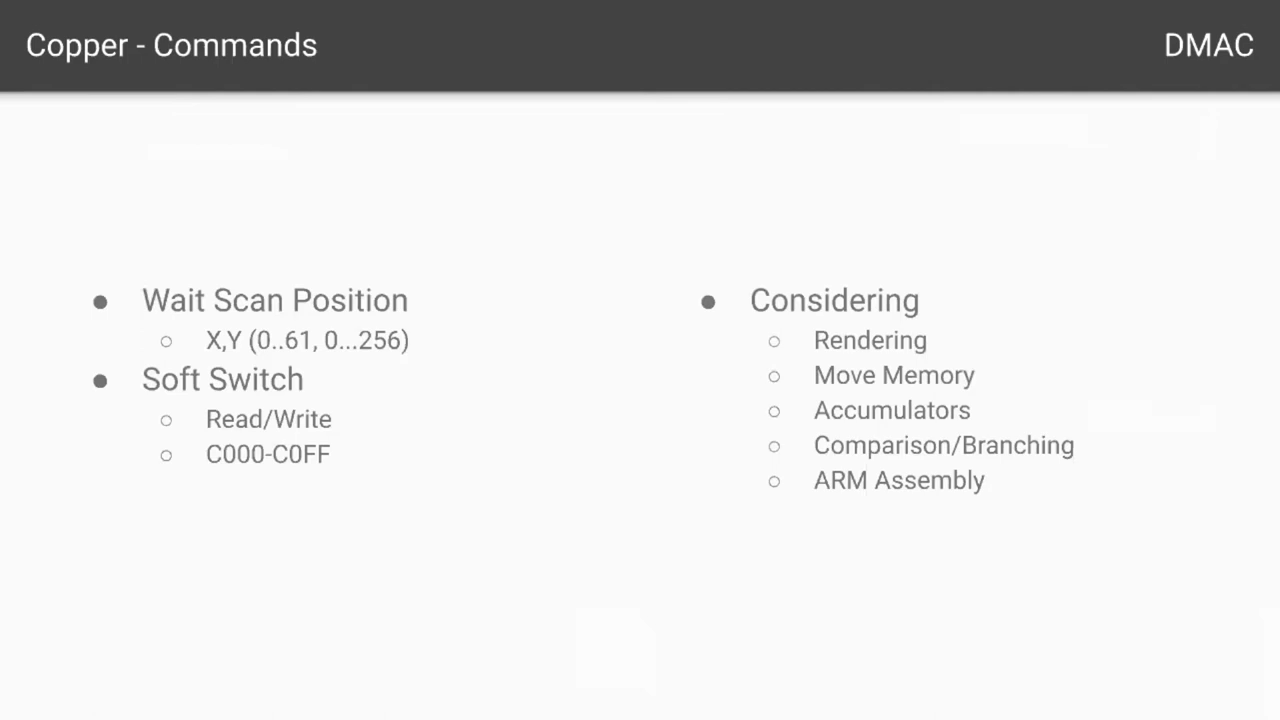 Copper - Commands
DMAC
● Wait Scan Position
○ X,Y (0..61, 0...256)
● Soft Switch
○ Read/Write
○ C000-C0FF
● Considering
○ Rendering
○ Move Memory
○ Accumulators
○ Comparison/Branching
○ ARM Assembly